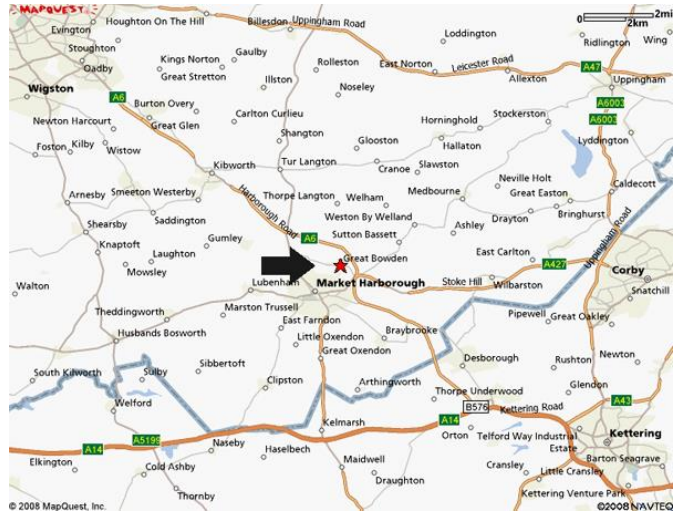 MAPQUEST
Houghton On The Hill
Billesdon
Uppingham Road
Loddington
2mi
2km
Evington
Stoughton
Oadby
Gaulby
Kings Norton
Great Stretton
Rolleston
East Norton
Leicester Road
Ridlington
Wing
A47
Allexton
Uppingham
Wigston
Illston
Noseley
A6
Burton Overy
Carlton Curlieu
Horninghold
Stockerston
A6003
A6003
Newton Harcourt
Great Glen
Foston
Kilby
Wistow
Shangton
Glooston
Hallaton
Lyddington
Kibworth
Tur Langton
Cranoe
Slawston
Neville Holt
Caldecott
Arnesby
Smeeton Westerby
Harborough Road
Thorpe Langton
Welham
Medbourne
Great Easton
Saddington
Weston By Welland
Drayton
Bringhurst
Shearsby
Gumley
A6
Sutton Bassett
Ashley
Uppingham Road
Knaptoft
Laughton
Great Bowden
East Carlton
A427
Corby
Mowsley
Walton
Lubenham
Market Harborough
Stoke Hill
Wilbarston
Snatchill
Theddingworth
Marston Trussell
East Farndon
Braybrooke
Pipewell
Great Oakley
Husbands Bosworth
Little Oxendon
Great Oxendon
Desborough
Rushton
Newton
South Kilworth
Sulby
Sibbertoft
Clipston
Arthingworth
Thorpe Underwood
Glendon
Welford
B576
Kettering Road
A43
A14
A5199
Kelmarsh
A14
Orton
Telford Way Industrial
Estate
Kettering
Naseby
Haselbech
Elkington
Cold Ashby
Maidwell
Cransley
Barton Seagrave
Thornby
Draughton
Little Cransley
Kettering Venture Park
© 2008 MapQuest, Inc.
©2008 NAVTEQ